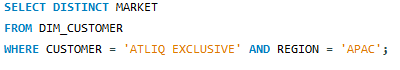 SELECT DISTINCT MARKET
FROM DIM_CUSTOMER
WHERE CUSTOMER = 'ATLIQ EXCLUSIVE' AND REGION = 'APAC';